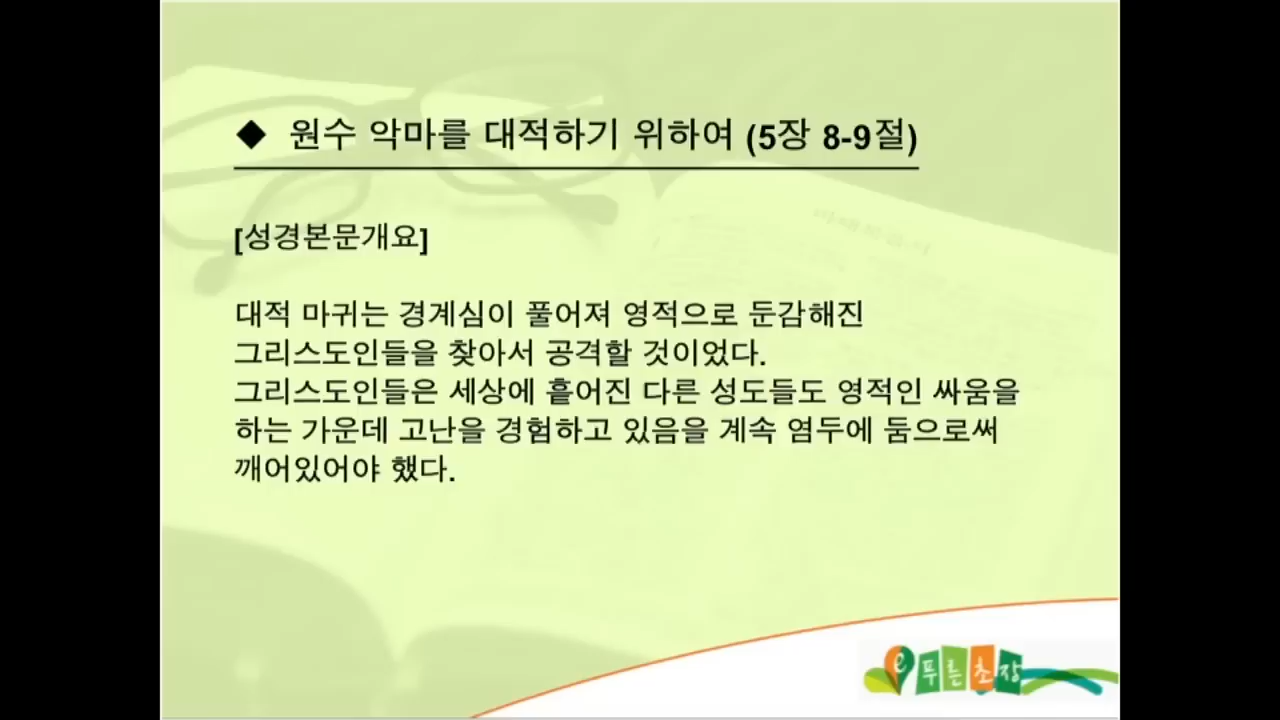 ◆ 원수 악마를 대적하기 위하여 (5장 8-9절)
[성경본문개요]
대적 마귀는 경계심이 풀어져 영적으로 둔감해진
그리스도인들을 찾아서 공격할 것이었다.
그리스도인들은 세상에 흩어진 다른 성도들도 영적인 싸움을
하는 가운데 고난을 경험하고 있음을 계속 염두에 둠으로써
깨어있어야 했다.
e 푸른초장